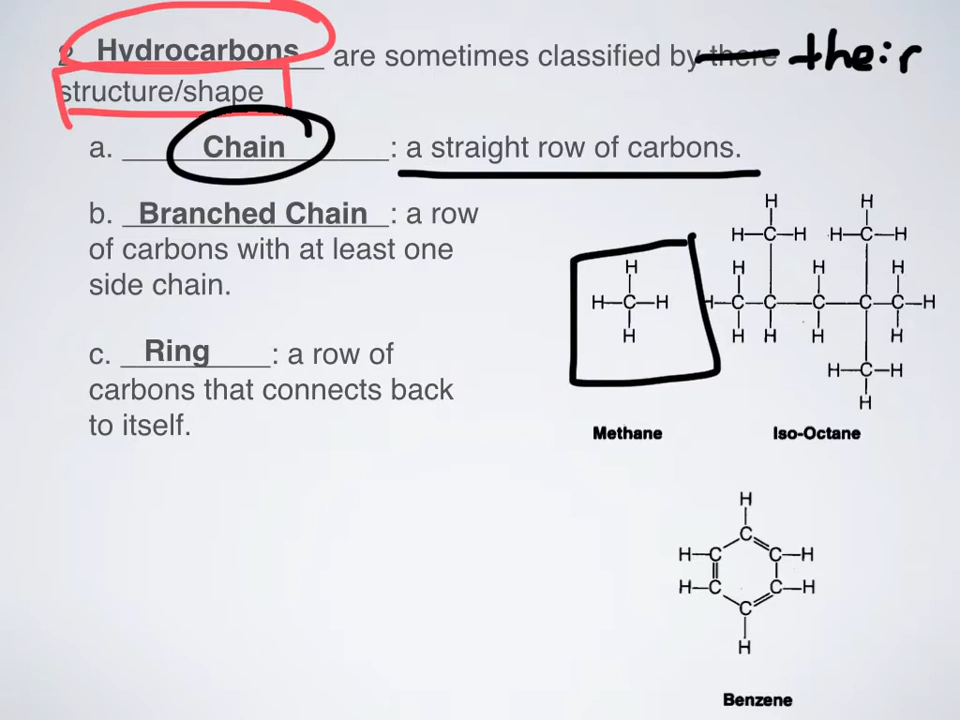 2. Hydrocarbons are sometimes classified by there their
structure/shape
a. Chain : a straight row of carbons.
b. Branched Chain : a row
of carbons with at least one
side chain.
c. Ring : a row of
carbons that connects back
to itself.
H
H—C—H
H
Methane
H H
H—C—H H—C—H
H H H
H—C—C—C—C—C—H
H H H H
H—C—H
H
Iso-Octane
H
C
H—C C—H
H—C C—H
C
H
Benzene